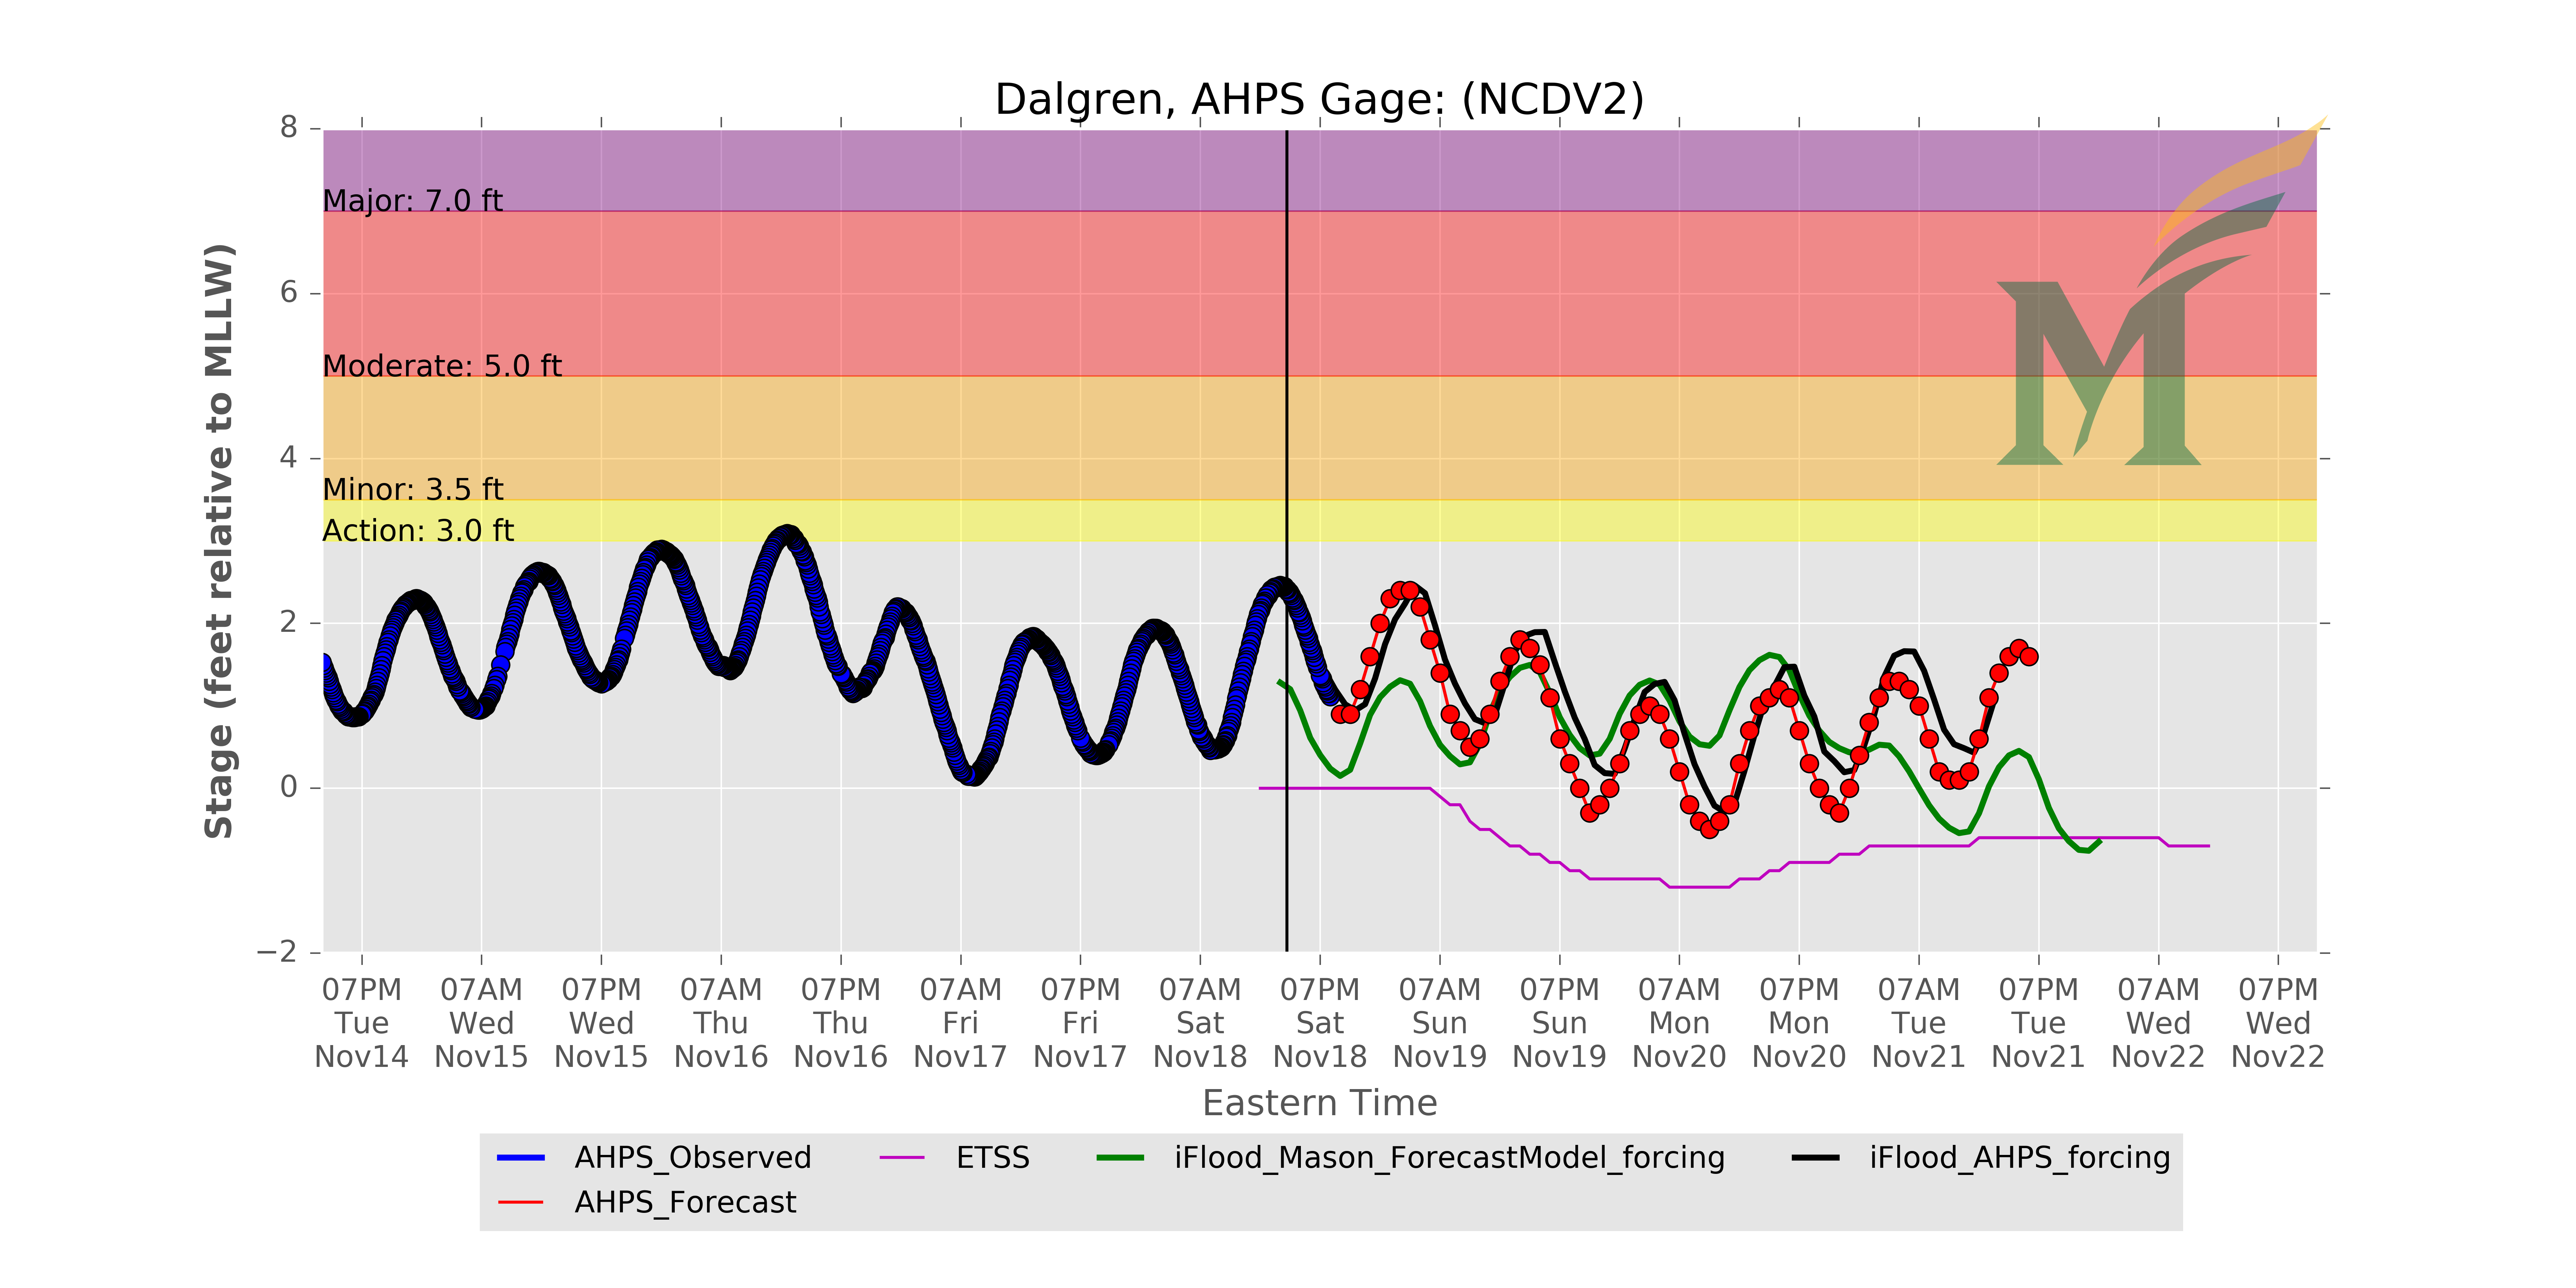 Dalgren, AHPS Gage: (NCDV2)
8
6
4
2
0
−2
Stage (feet relative to MLLW)
Major: 7.0 ft
Moderate: 5.0 ft
Minor: 3.5 ft
Action: 3.0 ft
M
07PM 07AM 07PM 07AM 07PM 07AM 07PM 07AM 07PM 07AM 07PM 07AM 07PM 07AM 07PM 07AM 07PM
Tue Wed Wed Thu Thu Fri Fri Sat Sat Sun Sun Mon Mon Tue Tue Wed Wed
Nov14 Nov15 Nov15 Nov16 Nov16 Nov17 Nov17 Nov18 Nov18 Nov19 Nov19 Nov20 Nov20 Nov21 Nov21 Nov22 Nov22
Eastern Time
AHPS_Observed ETSS iFlood_Mason_ForecastModel_forcing iFlood_AHPS_forcing
AHPS_Forecast